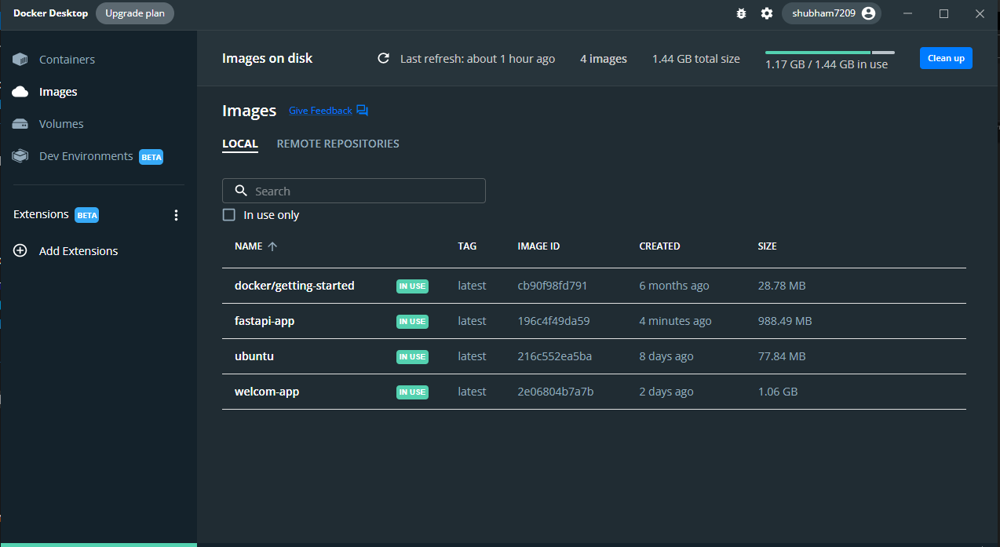 Docker Desktop Upgrade plan shubham7209
Containers
Images
Volumes
Dev Environments BETA
Extensions BETA
Add Extensions
Images on disk Last refresh: about 1 hour ago 4 images 1.44 GB total size 1.17 GB / 1.44 GB in use Clean up
Images Give Feedback
LOCAL REMOTE REPOSITORIES
Search
In use only
NAME TAG IMAGE ID CREATED SIZE
docker/getting-started IN USE latest cb90f98fd791 6 months ago 28.78 MB
fastapi-app IN USE latest 196c4f49da59 4 minutes ago 988.49 MB
ubuntu IN USE latest 216c552ea5ba 8 days ago 77.84 MB
welcom-app IN USE latest 2e06804b7a7b 2 days ago 1.06 GB